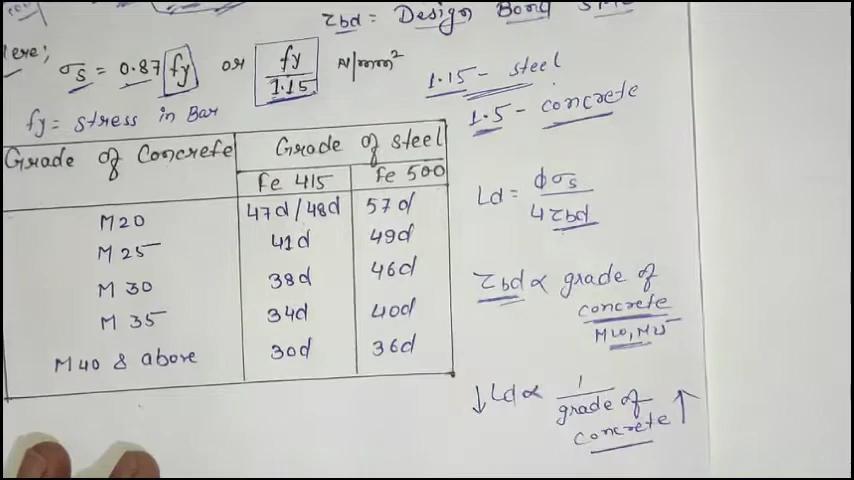 τbd = Design Bond
Here;
σs = 0.87 fy or fy/1.15 N/mm²
fy = stress in Bar
1.15 - steel
1.5 - concrete
Grade of Concrete Grade of steel
Fe 415 Fe 500
M20 47d/48d 57d
M25 41d 49d
M30 38d 46d
M35 34d 40d
M40 & above 30d 36d
Ld = ϕσs/4τbd
τbd ∝ grade of
concrete
M20, M25
↓Ld ∝ 1/grade of
concrete ↑